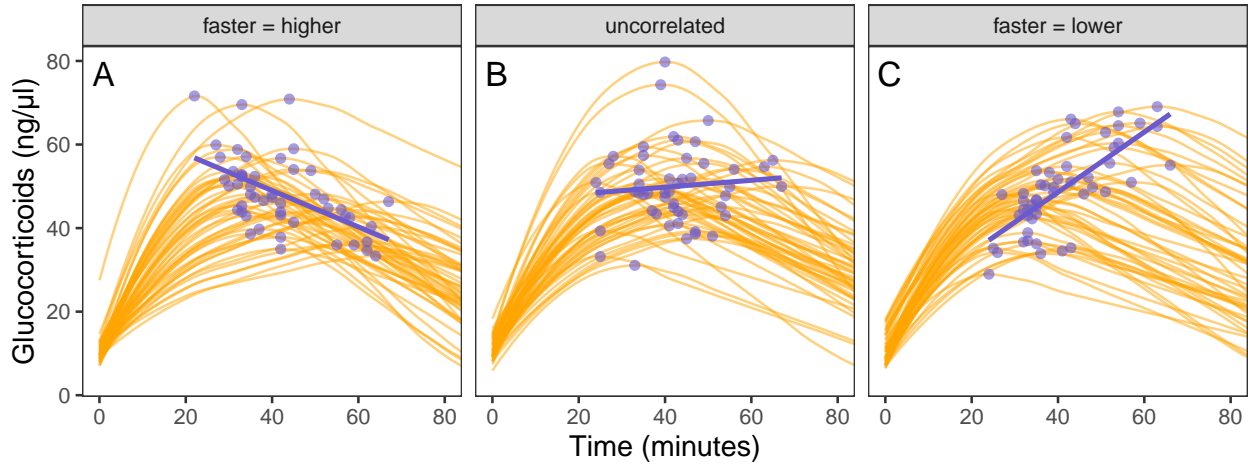 faster = higher
uncorrelated
faster = lower
A
B
C
Glucocorticoids (ng/µl)
80
60
40
20
0
0 20 40 60 80
0 20 40 60 80
0 20 40 60 80
Time (minutes)